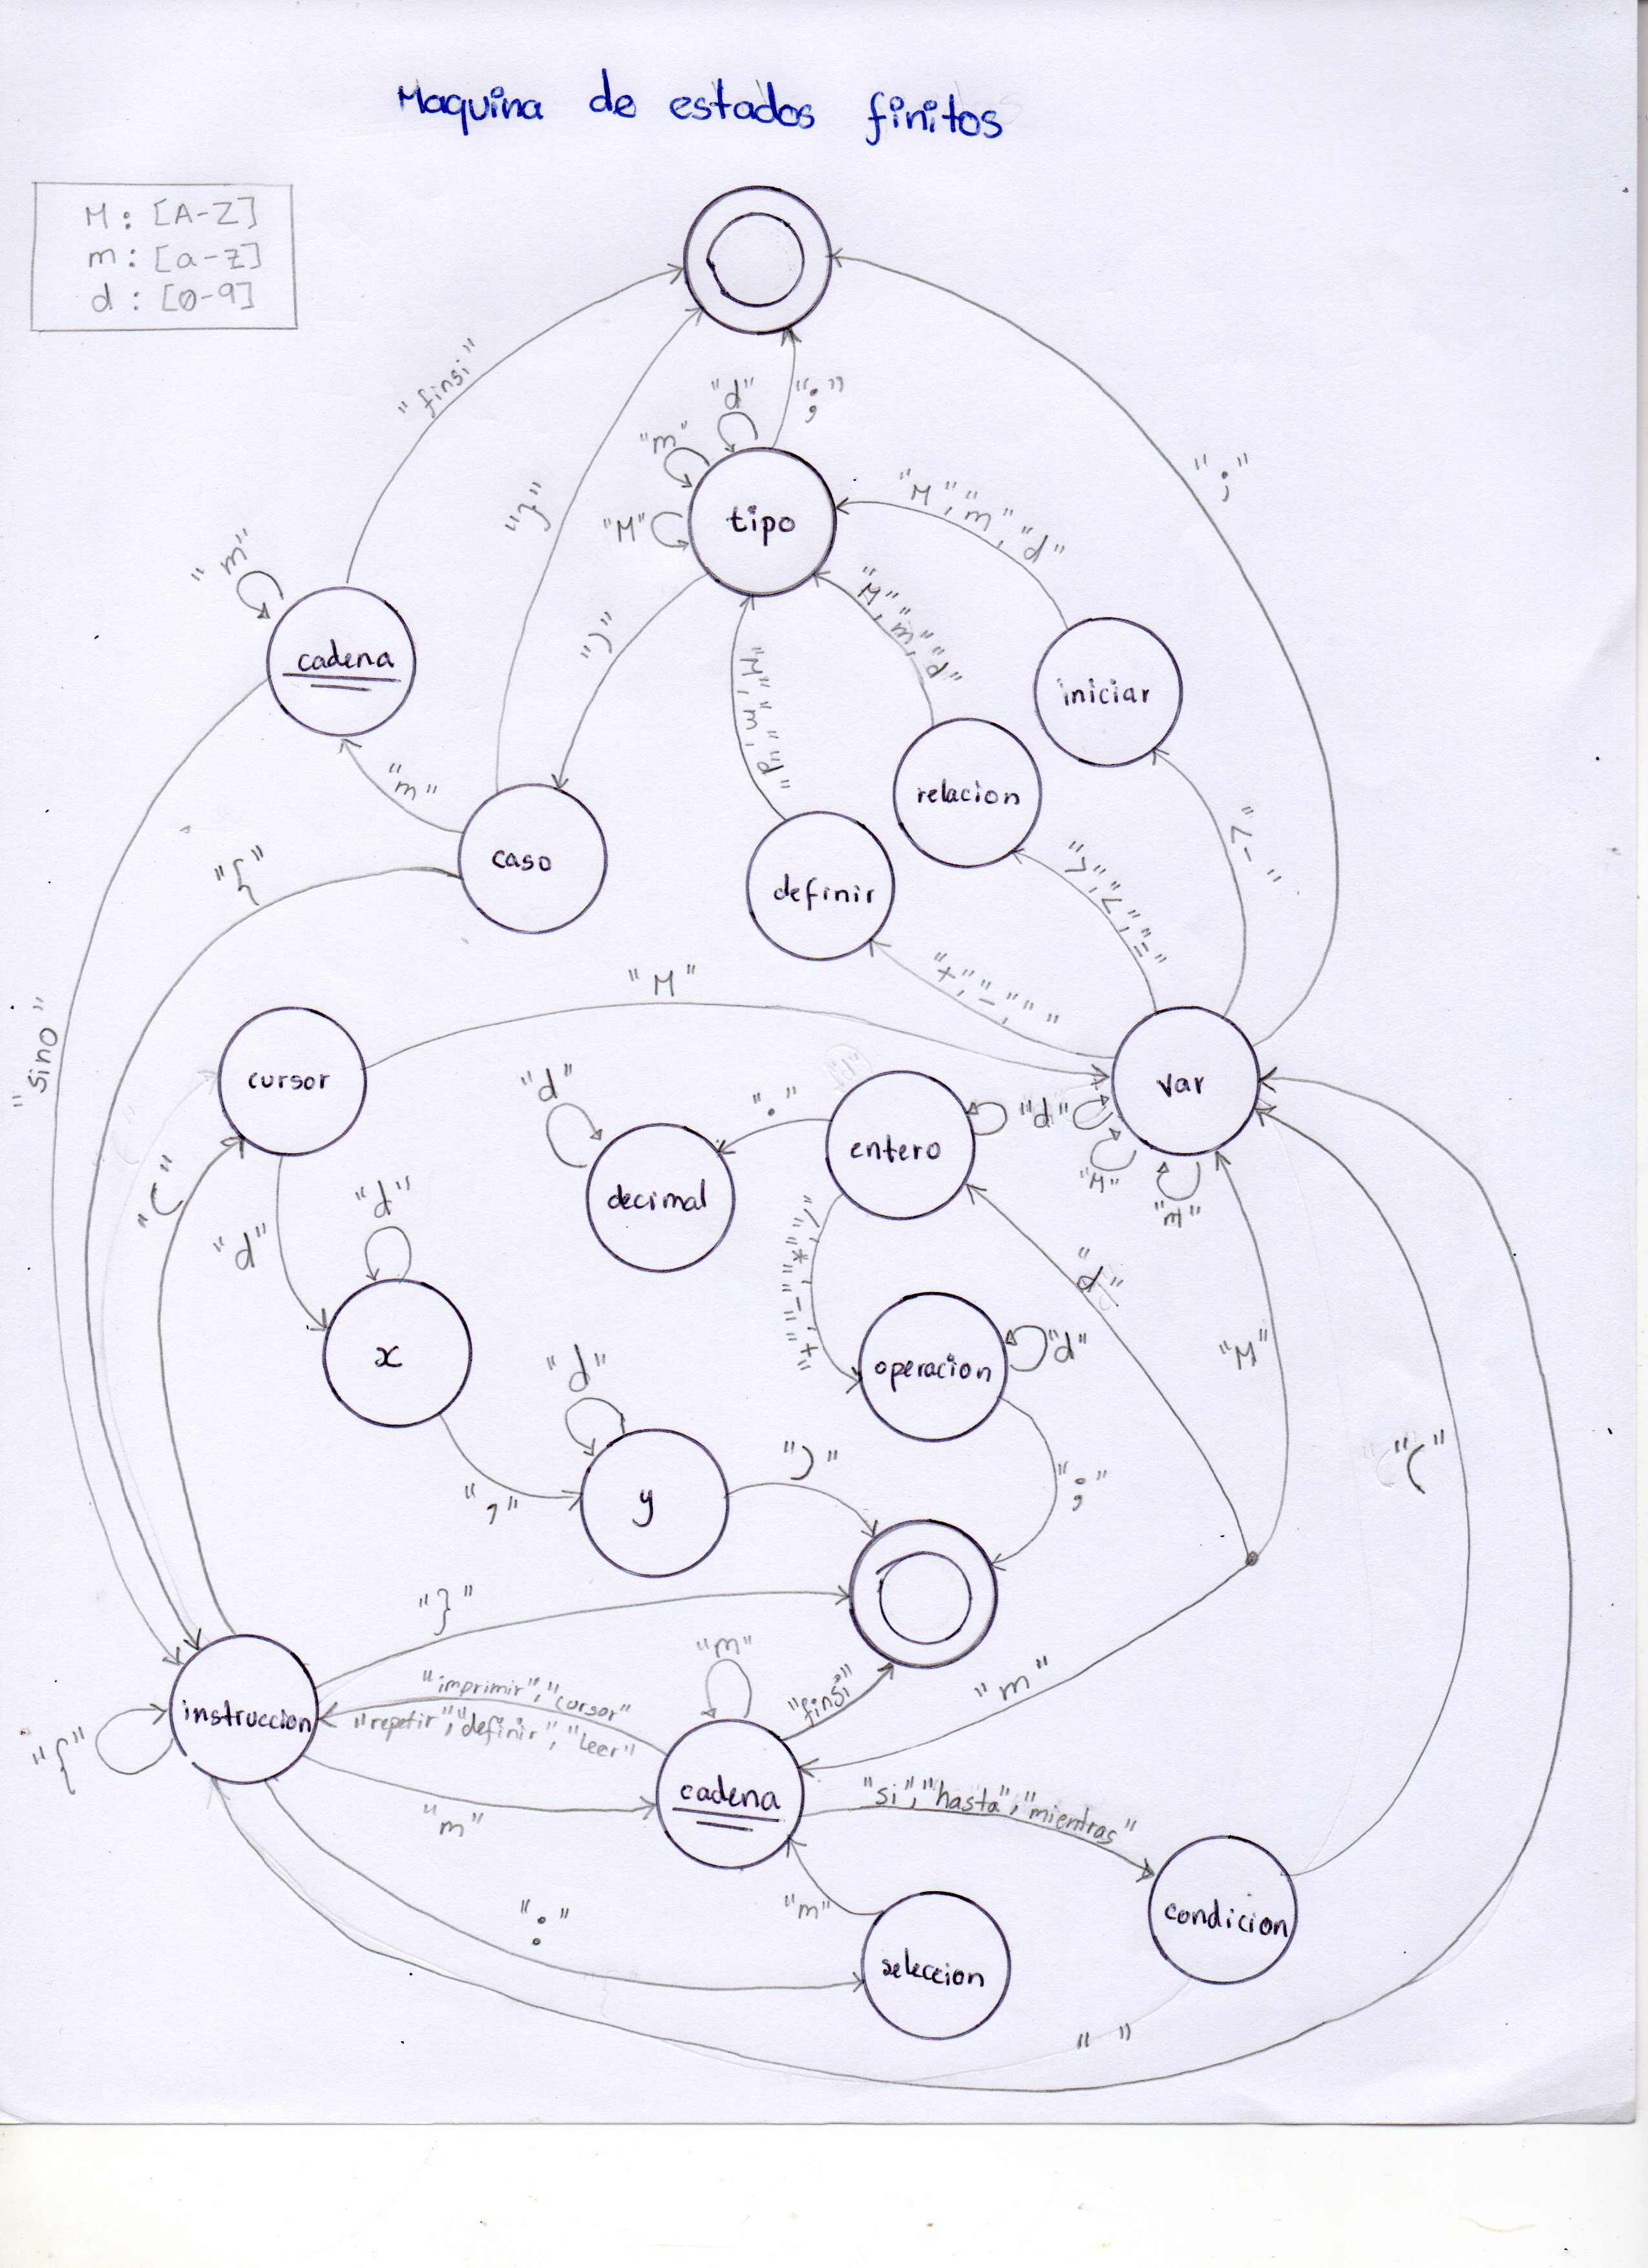 Maquina de estados finitos
M: [A-Z]
m: [a-z]
d: [0-9]
"finsi"
"d"
";"
"m"
"M"
tipo
"M","m","d"
";"
"}"
"m"
cadena
")"
"M","m","d"
"M","m","d"
iniciar
relacion
"m"
caso
definir
"{"
"<-"
">","<","="
"+","-"," "
"sino"
"M"
cursor
var
"d"
"."
entero
"d"
"M"
"m"
decimal
"("
"d"
"d"
"/","*","-","+"
"d"
x
operacion
"d"
"M"
"d"
"("
","
y
")"
";"
"}"
"m"
"finsi"
"m"
"imprimir","cursor"
"repetir","definir","Leer"
instruccion
"{"
"m"
cadena
"si","hasta","mientras"
"m"
":"
seleccion
condicion
" "